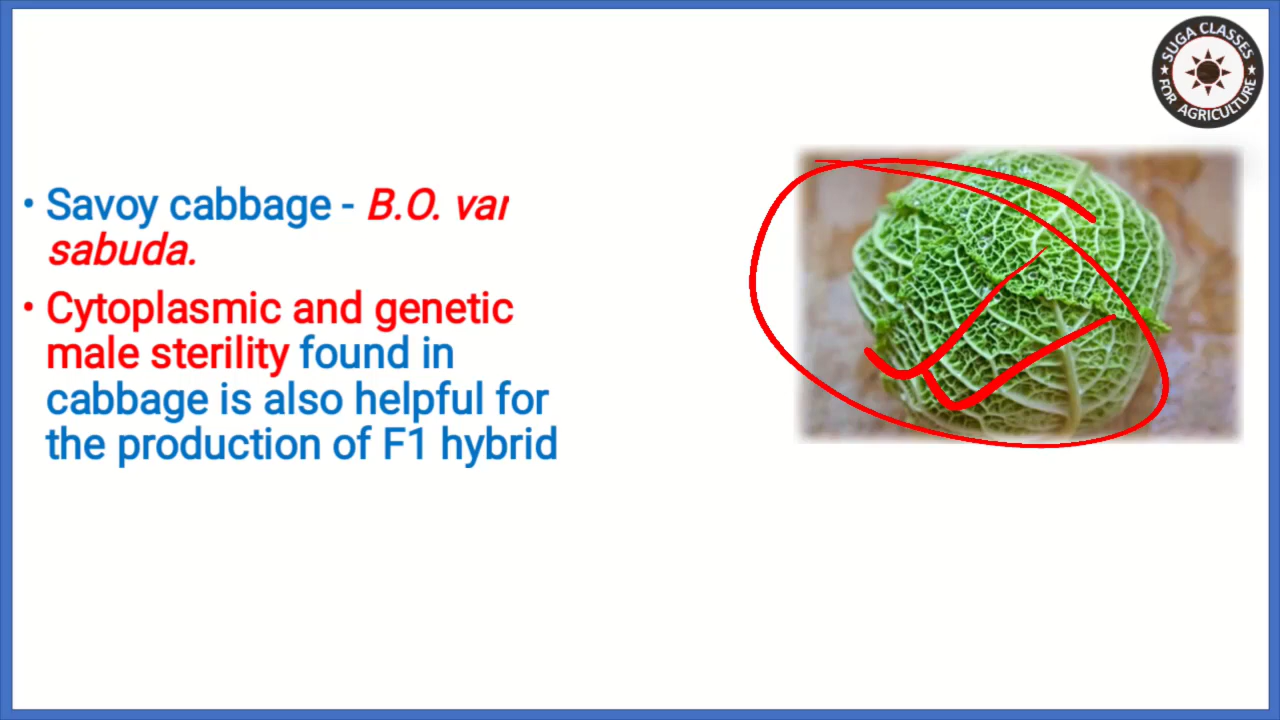 SUGA CLASSES
FOR AGRICULTURE
• Savoy cabbage - B.O. var
sabuda.
• Cytoplasmic and genetic
male sterility found in
cabbage is also helpful for
the production of F1 hybrid